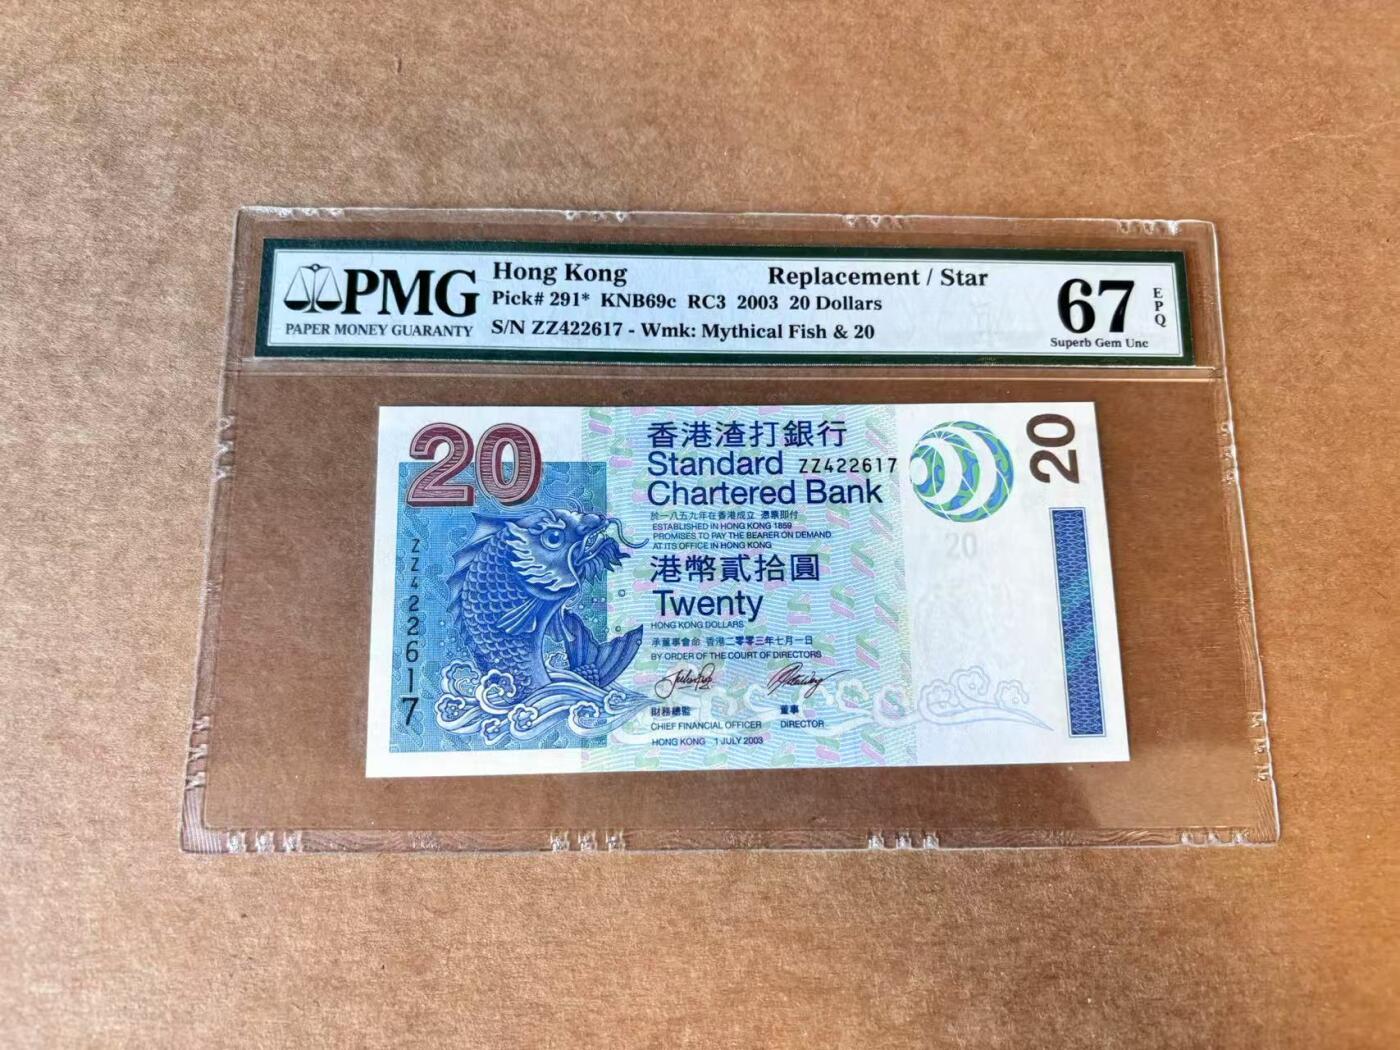 PMG
PAPER MONEY GUARANTY
Hong Kong Replacement / Star
Pick# 291* KNB69c RC3 2003 20 Dollars
S/N ZZ422617 - Wmk: Mythical Fish & 20
67
EPQ
Superb Gem Unc
20
香港渣打銀行
Standard ZZ422617
Chartered Bank
於一八五九年在香港成立 憑票即付
ESTABLISHED IN HONG KONG 1859
PROMISES TO PAY THE BEARER ON DEMAND
AT ITS OFFICE IN HONG KONG
港幣貳拾圓
Twenty
HONG KONG DOLLARS
承董事會命 香港二零零三年七月一日
BY ORDER OF THE COURT OF DIRECTORS
財務總監 董事
CHIEF FINANCIAL OFFICER DIRECTOR
HONG KONG 1 JULY 2003
ZZ422617
20
20